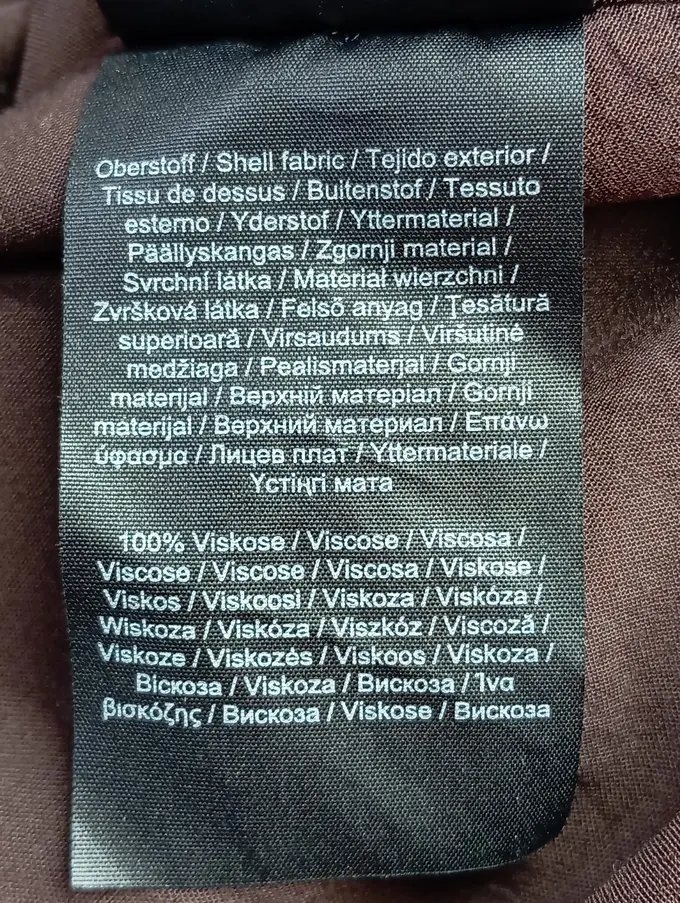 Oberstoff / Shell fabric / Tejido exterior /
Tissu de dessus / Buitenstof / Tessuto
esterno / Yderstof / Yttermaterial /
Päällyskangas / Zgornji material /
Svrchní látka / Materiał wierzchni /
Zvršková látka / Felső anyag / Țesătură
superioară / Virsaudums / Viršutinė
medžiaga / Pealismaterjal / Gornji
materijal / Верхній матеріал / Gornji
materijal / Верхний материал / Επάνω
ύφασμα / Лицев плат / Yttermateriale /
Үстіңгі мата
100% Viskose / Viscose / Viscosa /
Viscose / Viscose / Viscosa / Viskose /
Viskos / Viskoosi / Viskoza / Viskóza /
Wiskoza / Viskóza / Viszkóz / Viscoză /
Viskoze / Viskozės / Viskoos / Viskoza /
Віскоза / Viskoza / Вискоза / Ίνα
βισκόζης / Вискоза / Viskose / Вискоза